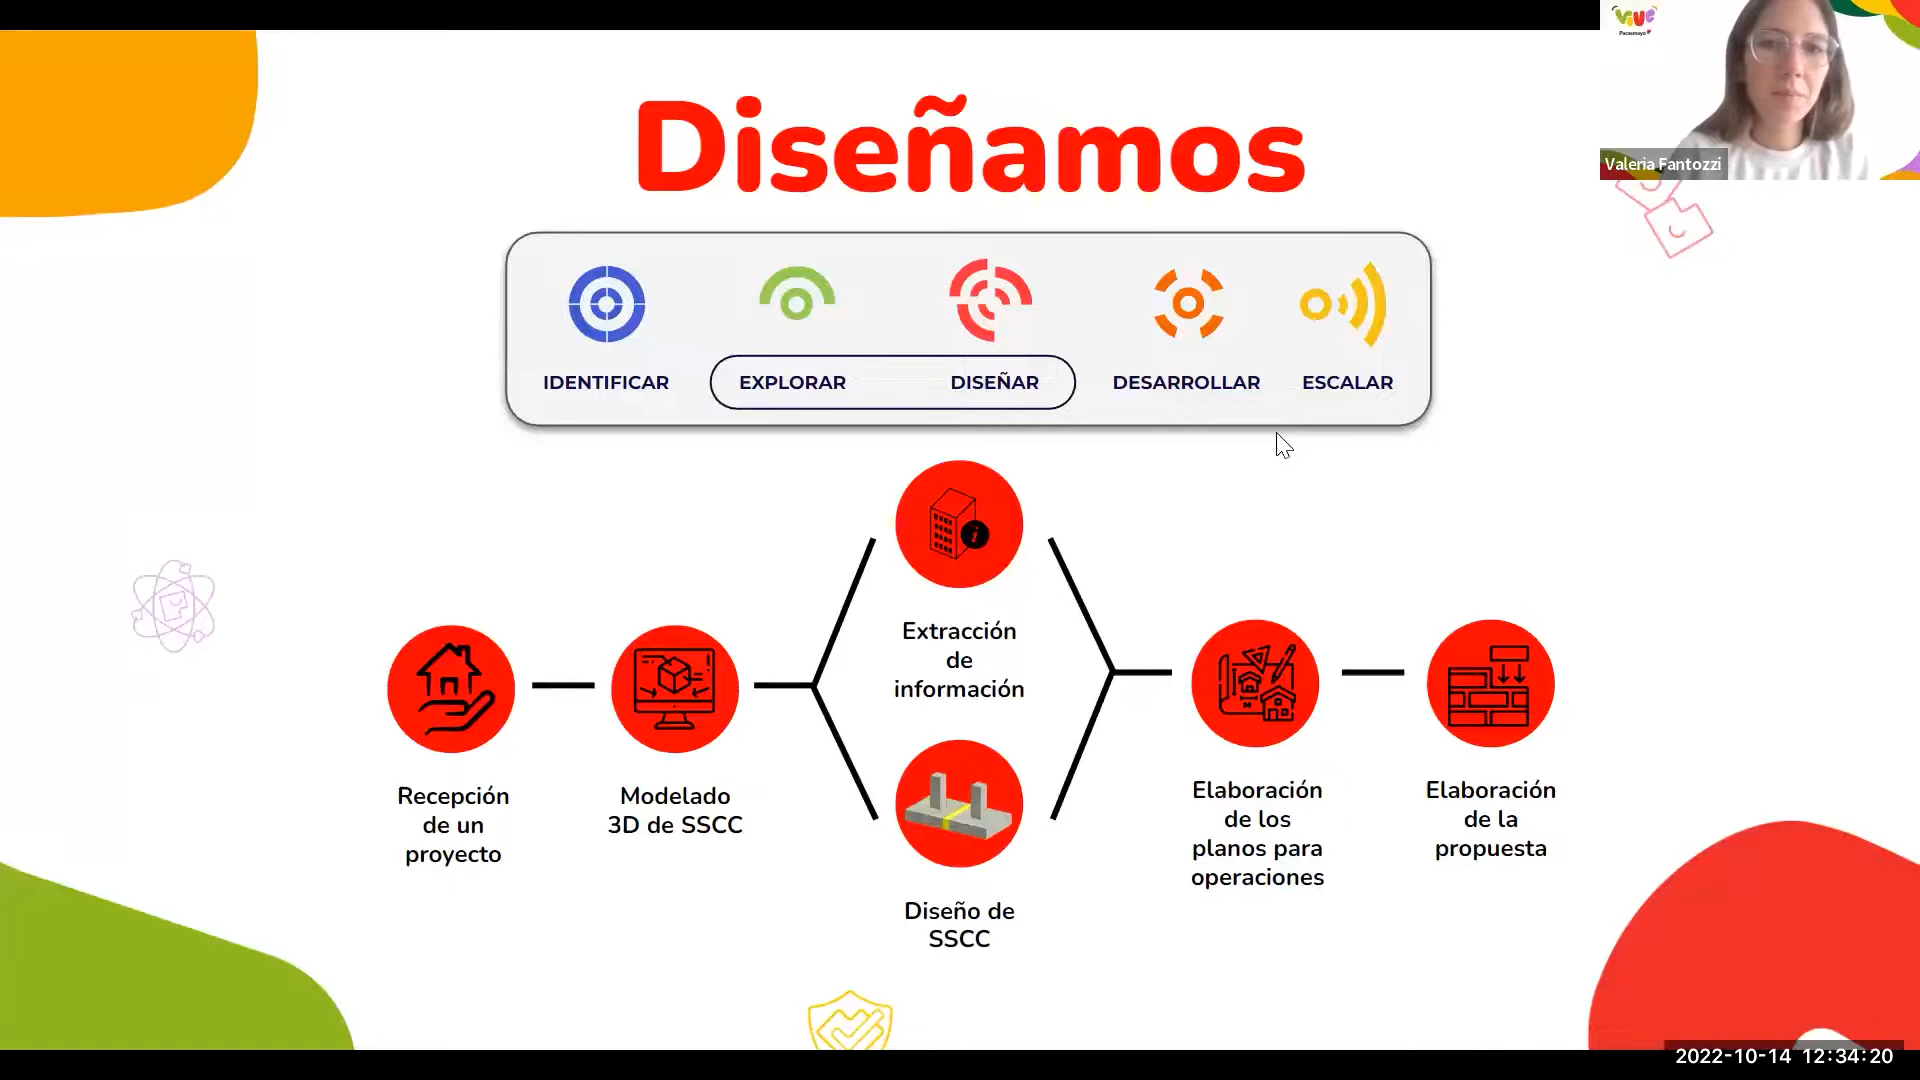 ViVe
Pacasmayo
Valeria Fantozzi
Diseñamos
IDENTIFICAR
EXPLORAR
DISEÑAR
DESARROLLAR
ESCALAR
Recepción
de un
proyecto
Modelado
3D de SSCC
i
Extracción
de
información
Diseño de
SSCC
Elaboración
de los
planos para
operaciones
Elaboración
de la
propuesta
2022-10-14 12:34:20